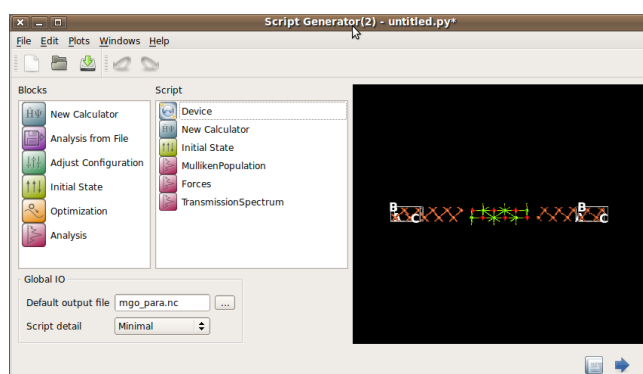 Script Generator(2) - untitled.py*
File Edit Plots Windows Help
Blocks
Script
HΨ New Calculator
Analysis from File
Adjust Configuration
Initial State
Optimization
Analysis
Device
HΨ New Calculator
Initial State
MullikenPopulation
Forces
TransmissionSpectrum
B
C
B
C
Global IO
Default output file mgo_para.nc ...
Script detail Minimal